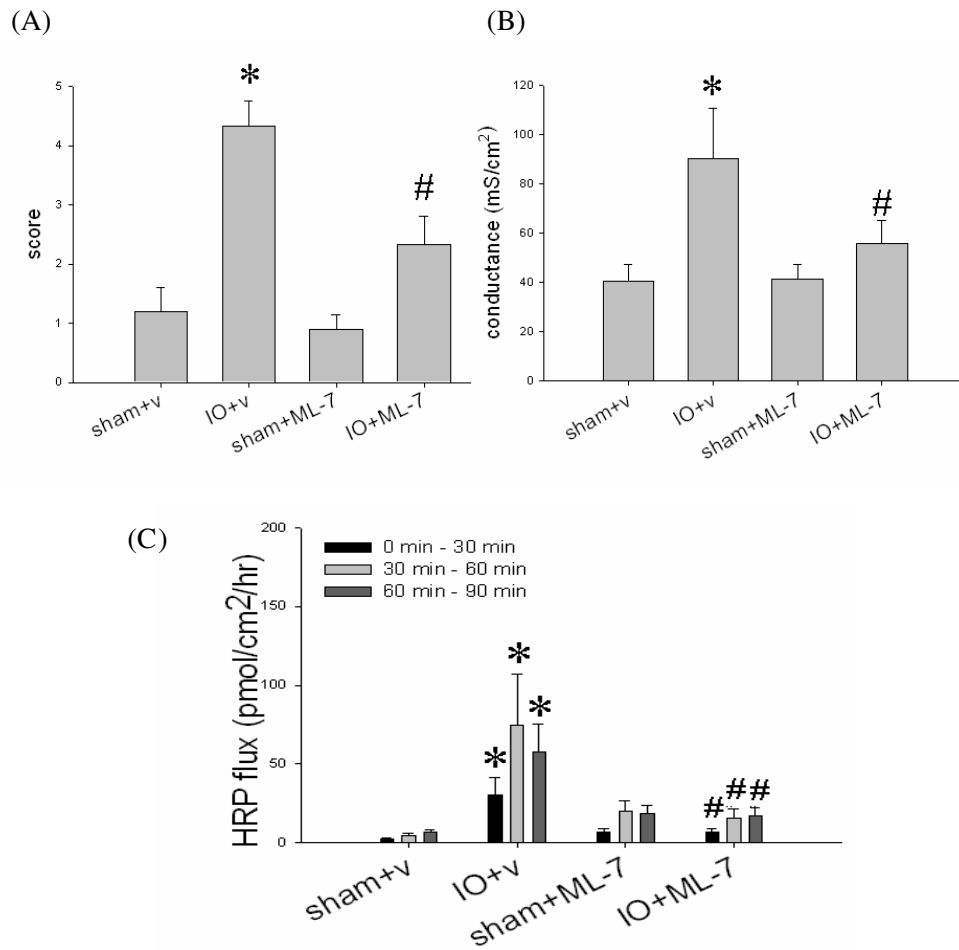 (A)
(B)
*
5
4
3
2
1
0
score
#
sham+v
IO+v
sham+ML-7
IO+ML-7
*
120
100
80
60
40
20
0
conductance (mS/cm²)
#
sham+v
IO+v
sham+ML-7
IO+ML-7
(C)
200
150
100
50
0
HRP flux (pmol/cm2/hr)
0 min - 30 min
30 min - 60 min
60 min - 90 min
* * *
# # #
sham+v
IO+v
sham+ML-7
IO+ML-7